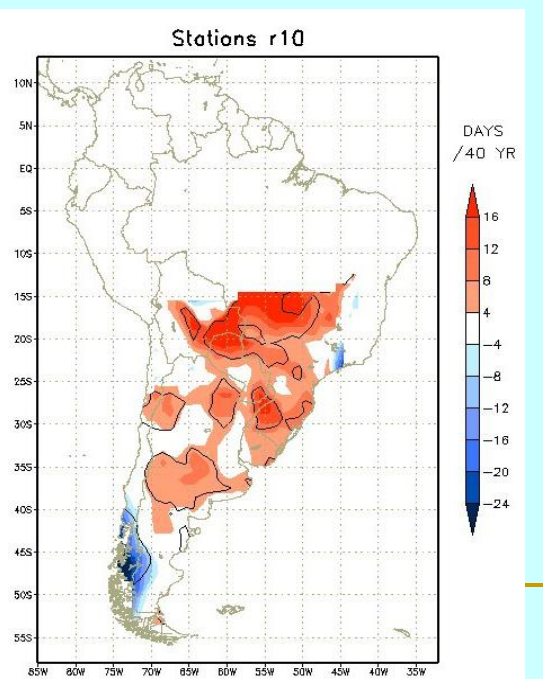 Stations r10
DAYS
/40 YR
10N
5N
EQ
5S
10S
15S
20S
25S
30S
35S
40S
45S
50S
55S
85W 80W 75W 70W 65W 60W 55W 50W 45W 40W 35W
16
12
8
4
-4
-8
-12
-16
-20
-24